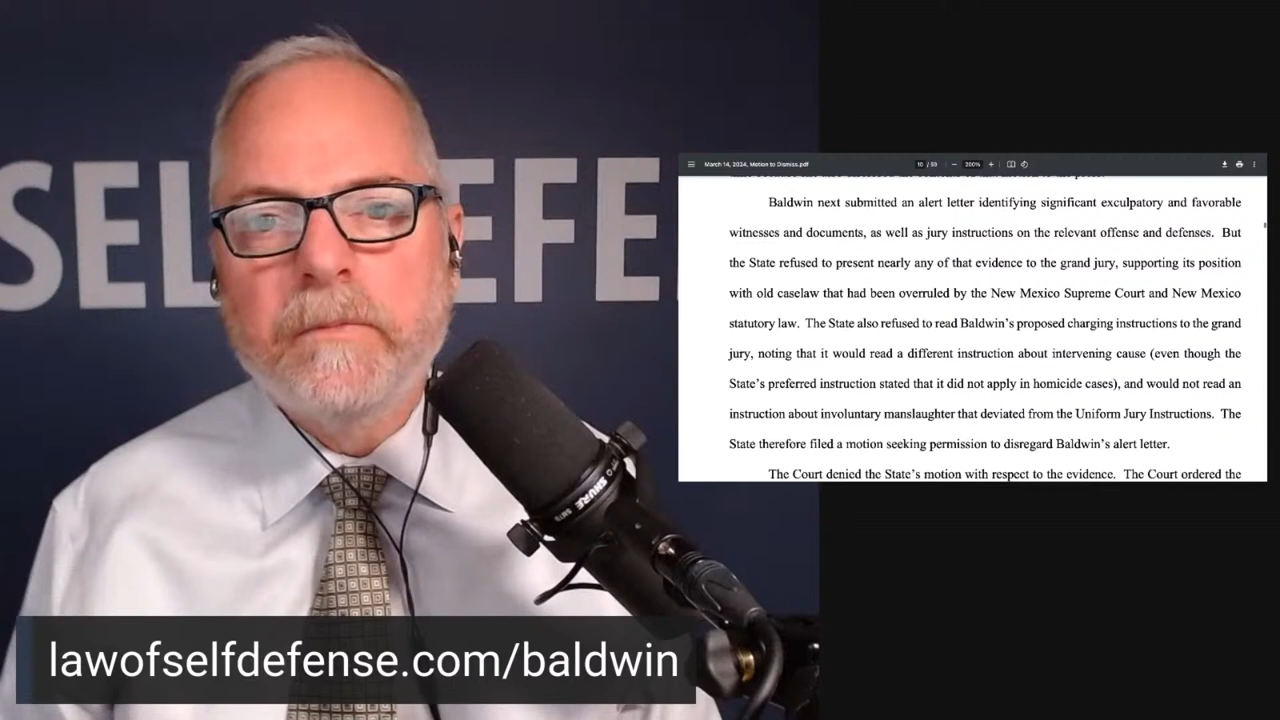 SEL DEFE
March 14, 2024, Motion to Dismiss.pdf 10 / 59 — 200% +
Baldwin next submitted an alert letter identifying significant exculpatory and favorable
witnesses and documents, as well as jury instructions on the relevant offense and defenses. But
the State refused to present nearly any of that evidence to the grand jury, supporting its position
with old caselaw that had been overruled by the New Mexico Supreme Court and New Mexico
statutory law. The State also refused to read Baldwin’s proposed charging instructions to the grand
jury, noting that it would read a different instruction about intervening cause (even though the
State’s preferred instruction stated that it did not apply in homicide cases), and would not read an
instruction about involuntary manslaughter that deviated from the Uniform Jury Instructions. The
State therefore filed a motion seeking permission to disregard Baldwin’s alert letter.
The Court denied the State’s motion with respect to the evidence. The Court ordered the
SHURE
lawofselfdefense.com/baldwin